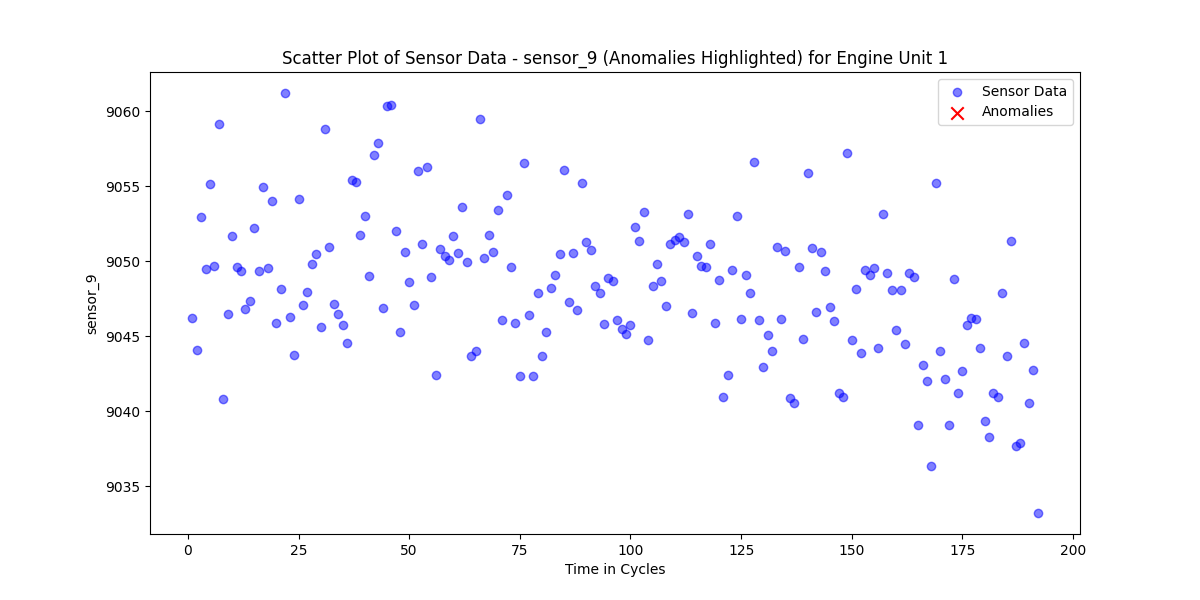 Scatter Plot of Sensor Data - sensor_9 (Anomalies Highlighted) for Engine Unit 1
Sensor Data
Anomalies
9060
9055
9050
9045
9040
9035
sensor_9
0 25 50 75 100 125 150 175 200
Time in Cycles